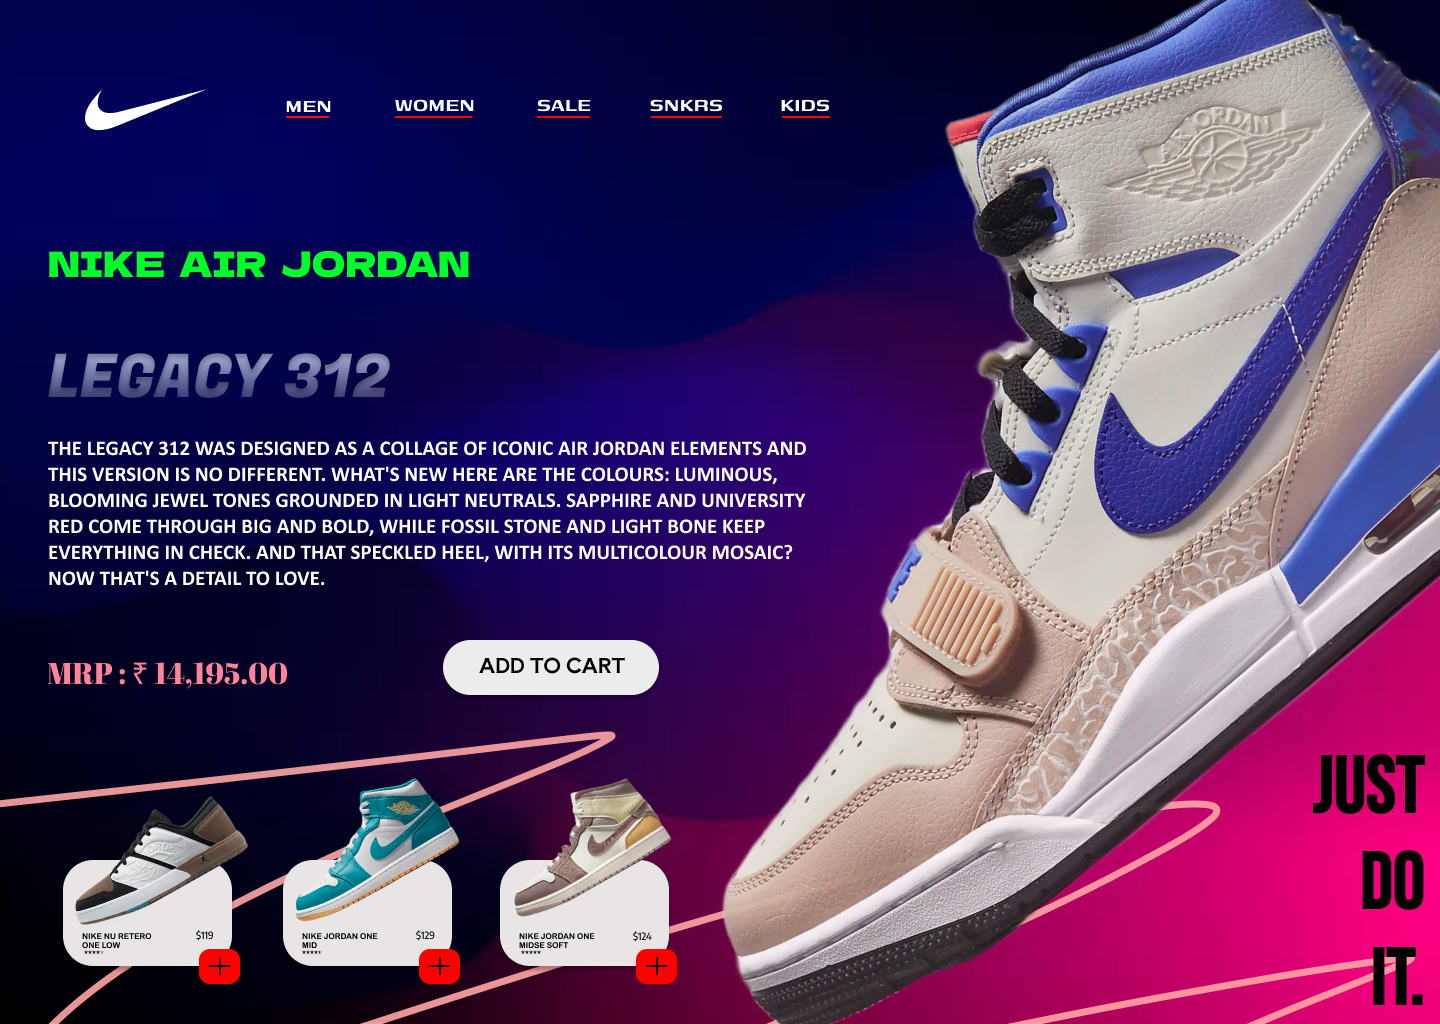 MEN WOMEN SALE SNKRS KIDS
AIR JORDAN
NIKE AIR JORDAN
LEGACY 312
THE LEGACY 312 WAS DESIGNED AS A COLLAGE OF ICONIC AIR JORDAN ELEMENTS AND
THIS VERSION IS NO DIFFERENT. WHAT'S NEW HERE ARE THE COLOURS: LUMINOUS,
BLOOMING JEWEL TONES GROUNDED IN LIGHT NEUTRALS. SAPPHIRE AND UNIVERSITY
RED COME THROUGH BIG AND BOLD, WHILE FOSSIL STONE AND LIGHT BONE KEEP
EVERYTHING IN CHECK. AND THAT SPECKLED HEEL, WITH ITS MULTICOLOUR MOSAIC?
NOW THAT'S A DETAIL TO LOVE.
MRP : ₹ 14,195.00
ADD TO CART
NIKE NU RETERO
ONE LOW
$119
NIKE JORDAN ONE
MID
$129
NIKE JORDAN ONE
MIDSE SOFT
$124
JUST
DO
IT.